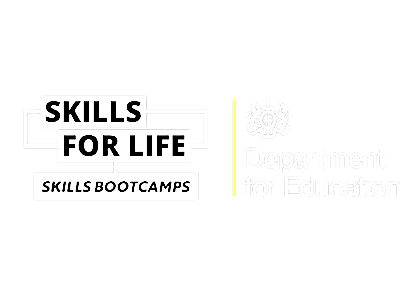 SKILLS
FOR LIFE
SKILLS BOOTCAMPS
Department
for Education